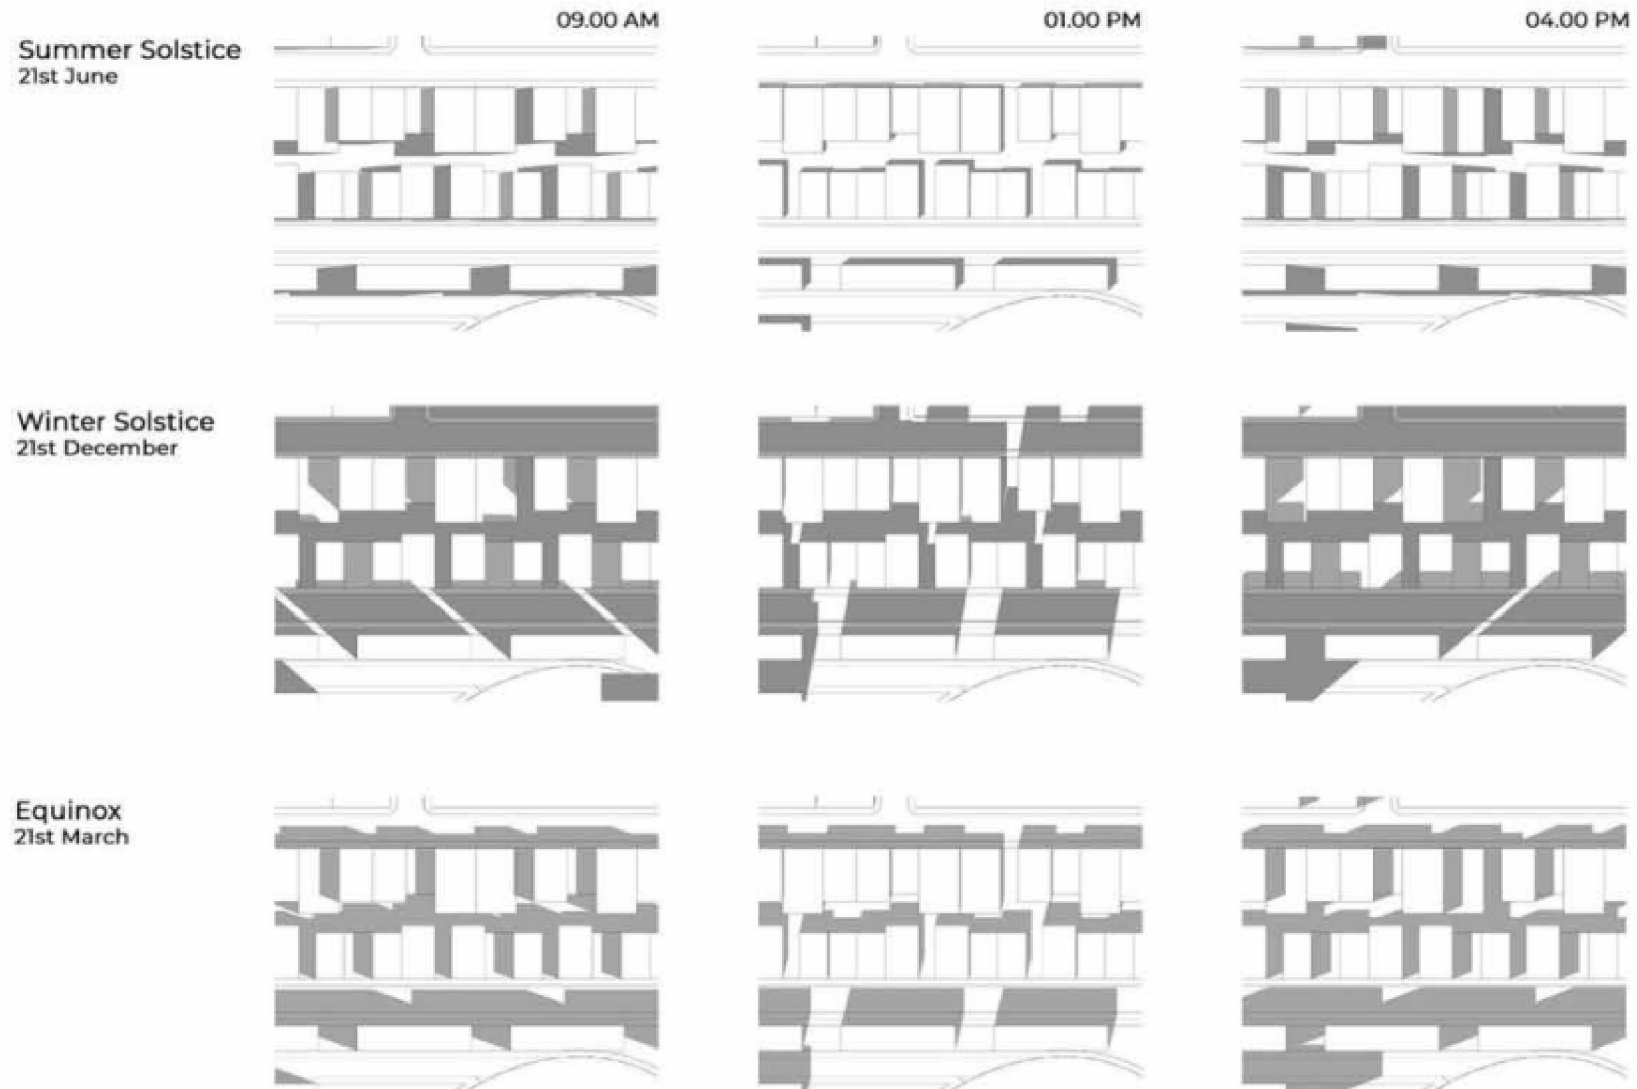 09.00 AM
01.00 PM
04.00 PM
Summer Solstice
21st June
Winter Solstice
21st December
Equinox
21st March